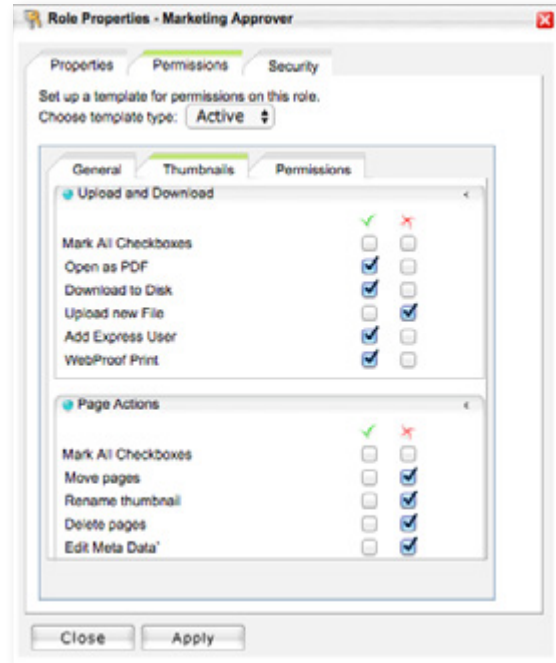 Role Properties - Marketing Approver
Properties Permissions Security
Set up a template for permissions on this role.
Choose template type: Active
General Thumbnails Permissions
Upload and Download
Mark All Checkboxes
Open as PDF
Download to Disk
Upload new File
Add Express User
WebProof Print
Page Actions
Mark All Checkboxes
Move pages
Rename thumbnail
Delete pages
Edit Meta Data'
Close Apply